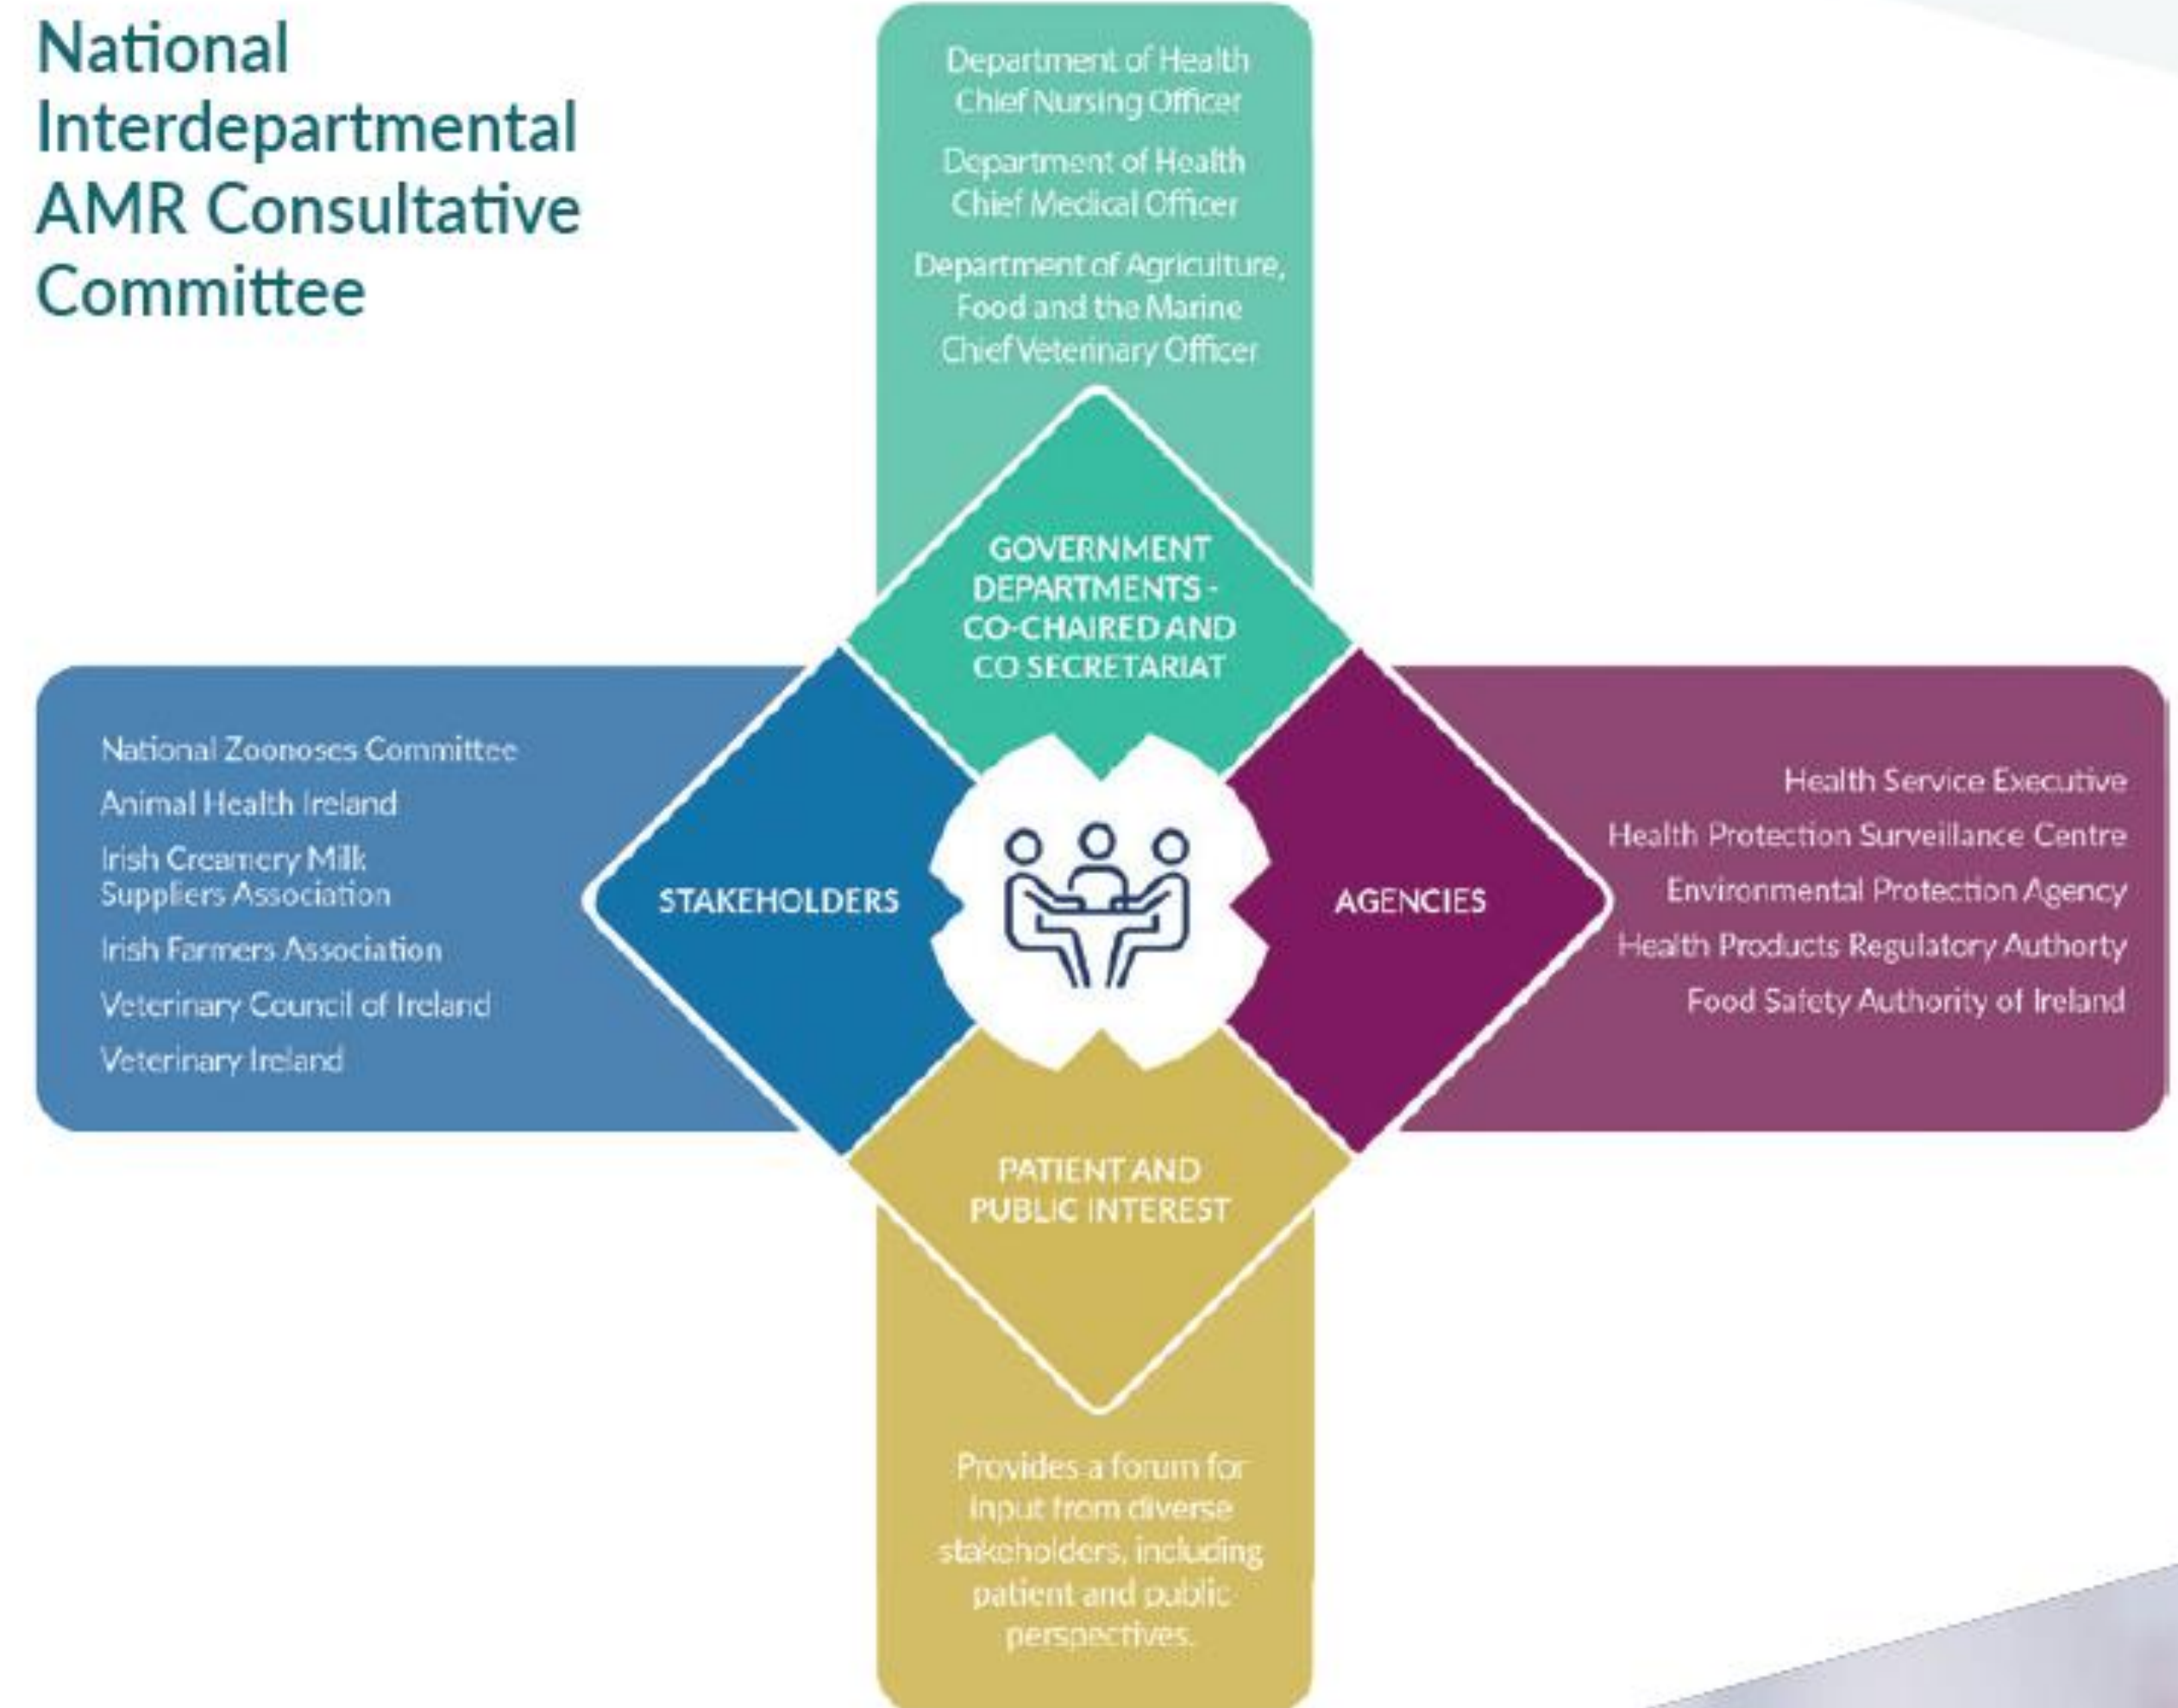 National
Interdepartmental
AMR Consultative
Committee
Department of Health
Chief Nursing Officer
Department of Health
Chief Medical Officer
Department of Agriculture,
Food and the Marine
Chief Veterinary Officer
GOVERNMENT
DEPARTMENTS -
CO-CHAIRED AND
CO SECRETARIAT
National Zoonoses Committee
Animal Health Ireland
Irish Creamery Milk
Suppliers Association
Irish Farmers Association
Veterinary Council of Ireland
Veterinary Ireland
STAKEHOLDERS
AGENCIES
Health Service Executive
Health Protection Surveillance Centre
Environmental Protection Agency
Health Products Regulatory Authorty
Food Safety Authority of Ireland
PATIENT AND
PUBLIC INTEREST
Provides a forum for
input from diverse
stakeholders, including
patient and public
perspectives.